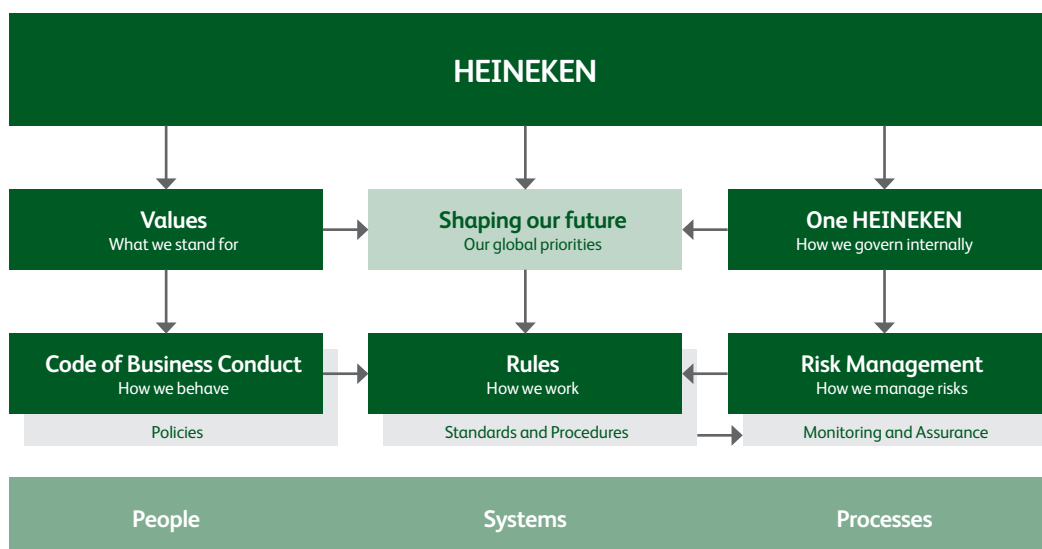 HEINEKEN
Values
What we stand for
Shaping our future
Our global priorities
One HEINEKEN
How we govern internally
Code of Business Conduct
How we behave
Rules
How we work
Risk Management
How we manage risks
Policies
Standards and Procedures
Monitoring and Assurance
People
Systems
Processes